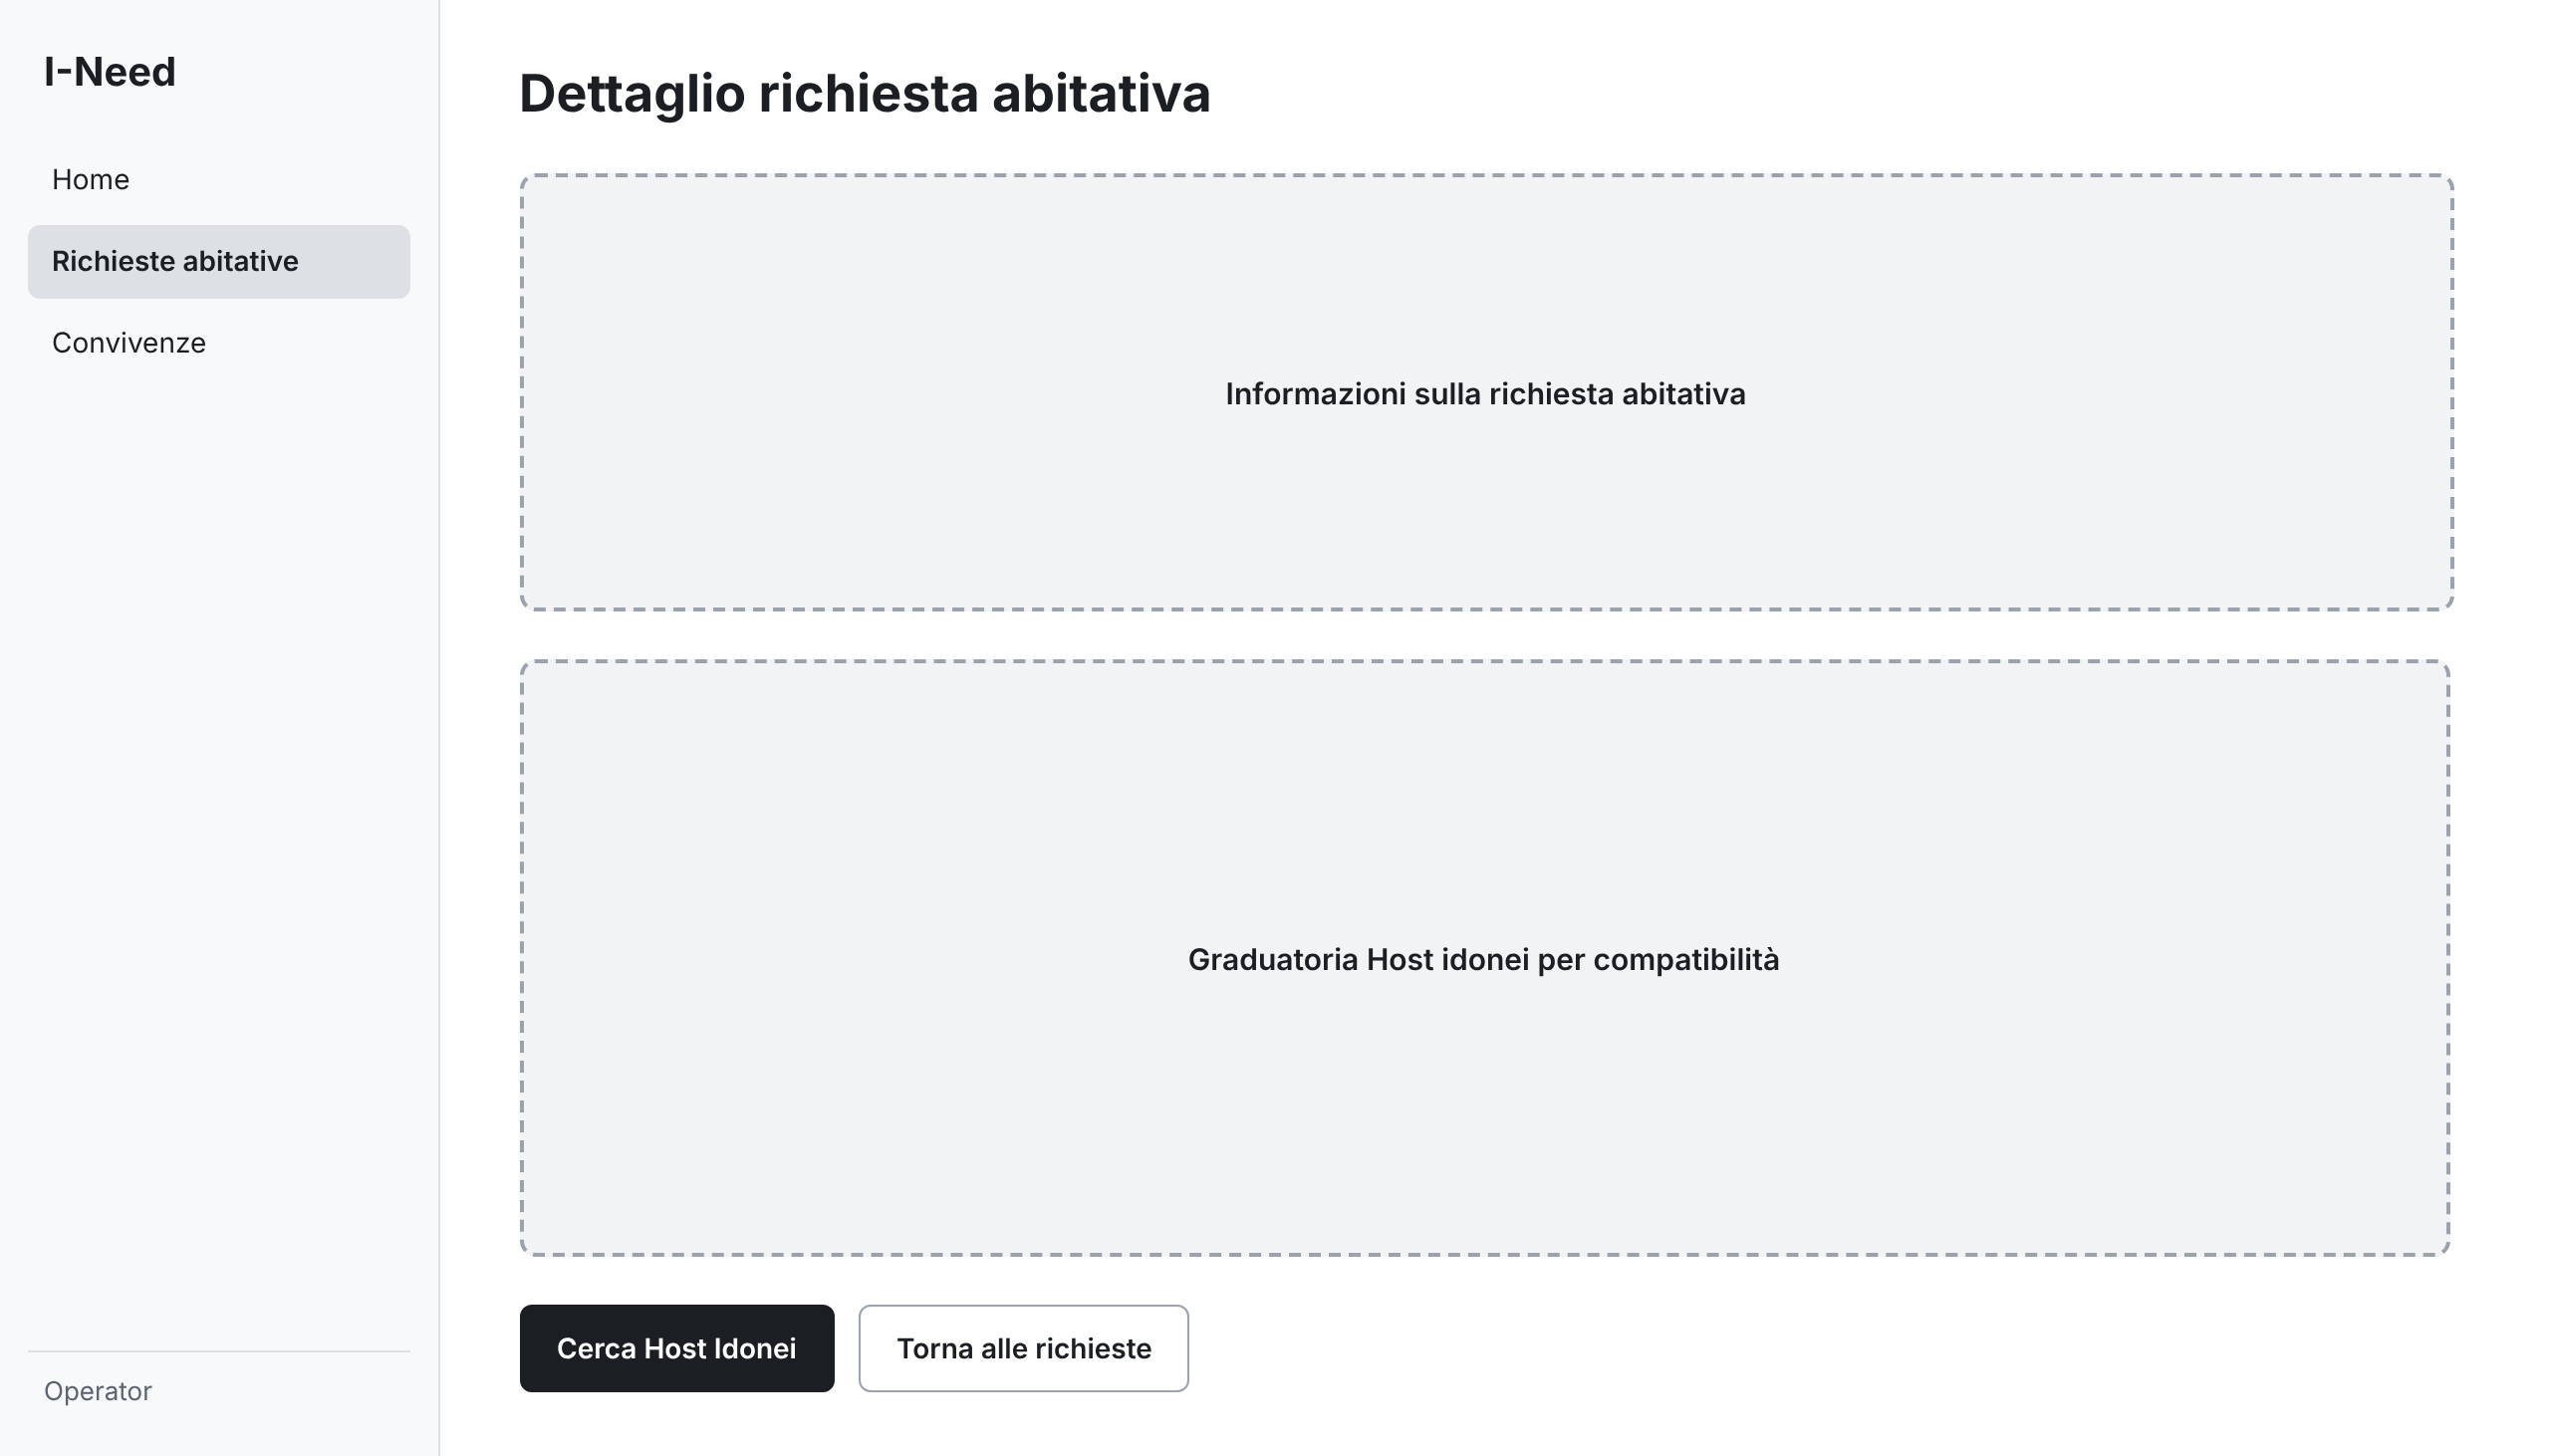 I-Need
Home
Richieste abitative
Convivenze
Operator
Dettaglio richiesta abitativa
Informazioni sulla richiesta abitativa
Graduatoria Host idonei per compatibilità
Cerca Host Idonei
Torna alle richieste